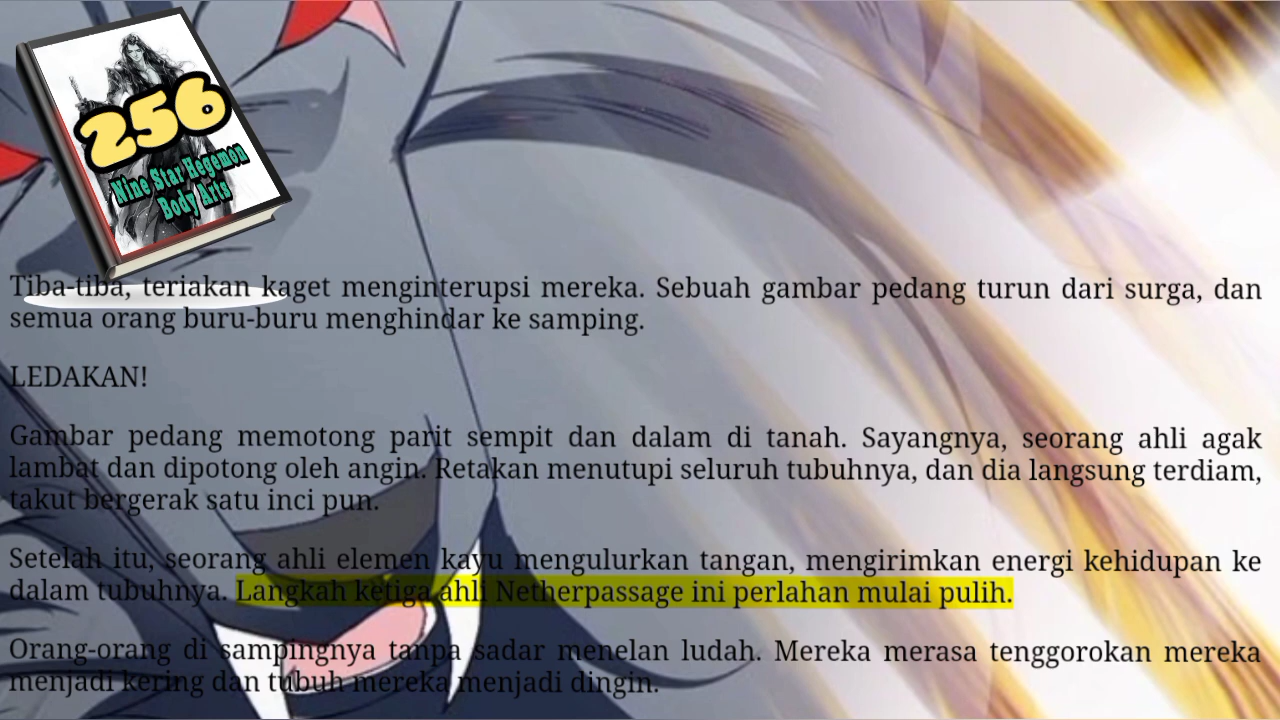 256
Nine Star Hegemon
Body Arts
Tiba-tiba, teriakan kaget menginterupsi mereka. Sebuah gambar pedang turun dari surga, dan
semua orang buru-buru menghindar ke samping.
LEDAKAN!
Gambar pedang memotong parit sempit dan dalam di tanah. Sayangnya, seorang ahli agak
lambat dan dipotong oleh angin. Retakan menutupi seluruh tubuhnya, dan dia langsung terdiam,
takut bergerak satu inci pun.
Setelah itu, seorang ahli elemen kayu mengulurkan tangan, mengirimkan energi kehidupan ke
dalam tubuhnya. Langkah ketiga ahli Netherpassage ini perlahan mulai pulih.
Orang-orang di sampingnya tanpa sadar menelan ludah. Mereka merasa tenggorokan mereka
menjadi kering dan tubuh mereka menjadi dingin.